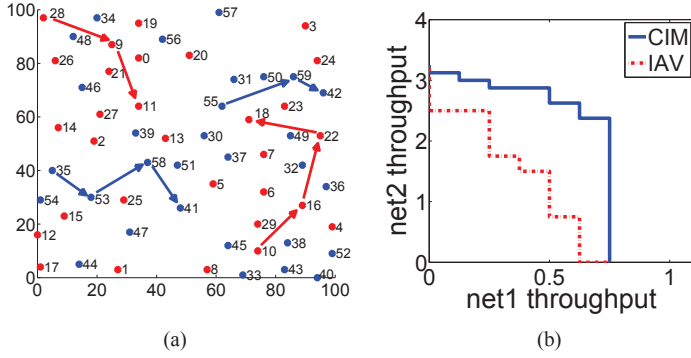 100
80
60
40
20
0
0 20 40 60 80 100
28 34 19 57 3
48 9 42 56
26 0 20 24
21 31 50 59
46 42
27 11 55 18 23
14 39 22
2 13 30 49
35 58 51 37 7 32
53 5 36
54 25 41 6 16
15 29 4
12 47 45 10 38
17 44 1 8 33 43 52
40
(a)
4
3
2
1
0
0 0.5 1
net2 throughput
net1 throughput
CIM
IAV
(b)